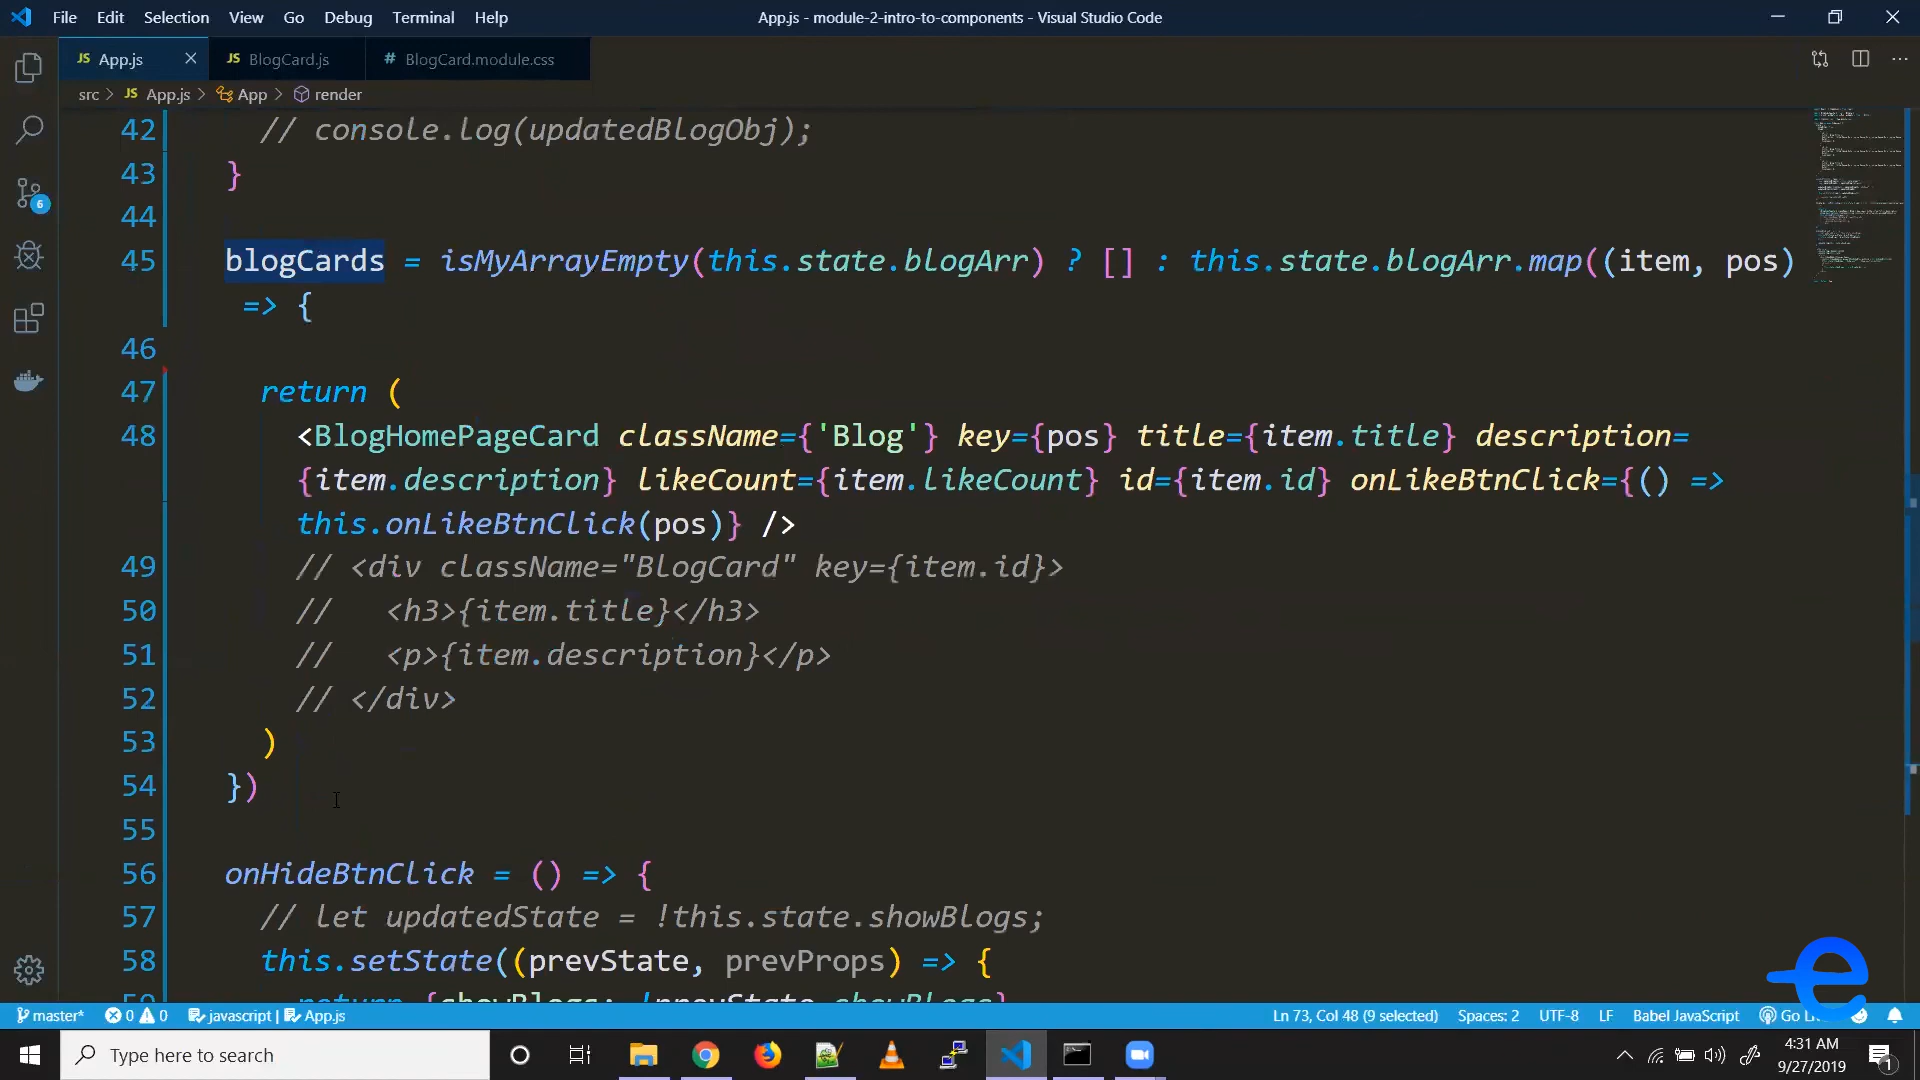 File Edit Selection View Go Debug Terminal Help App.js - module-2-intro-to-components - Visual Studio Code
JS App.js JS BlogCard.js # BlogCard.module.css
src > JS App.js > App > render
42 // console.log(updatedBlogObj);
43 }
44
45 blogCards = isMyArrayEmpty(this.state.blogArr) ? [] : this.state.blogArr.map((item, pos)
=> {
46
47 return (
48 <BlogHomePageCard className={'Blog'} key={pos} title={item.title} description=
{item.description} likeCount={item.likeCount} id={item.id} onLikeBtnClick={() =>
this.onLikeBtnClick(pos)} />
49 // <div className="BlogCard" key={item.id}>
50 // <h3>{item.title}</h3>
51 // <p>{item.description}</p>
52 // </div>
53 )
54 })
55
56 onHideBtnClick = () => {
57 // let updatedState = !this.state.showBlogs;
58 this.setState((prevState, prevProps) => {
return {showBlogs: !prevState.showBlogs}
6
master* 0 0 javascript | App.js Ln 73, Col 48 (9 selected) Spaces: 2 UTF-8 LF Babel JavaScript Go
Type here to search
4:31 AM
9/27/2019
1